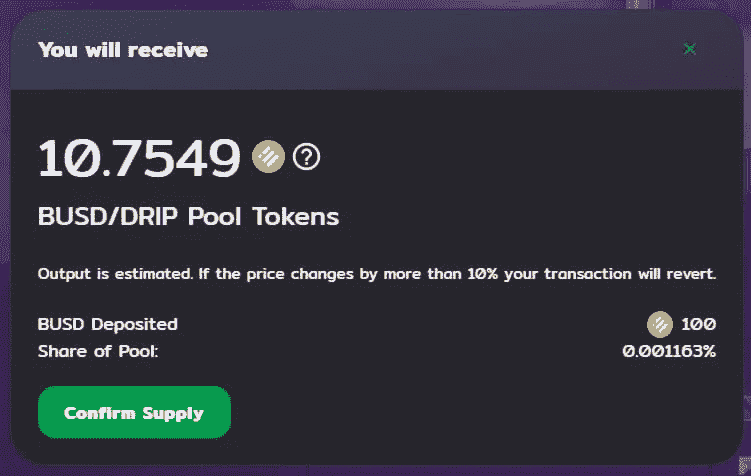 You will receive
10.7549
BUSD/DRIP Pool Tokens
Output is estimated. If the price changes by more than 10% your transaction will revert.
BUSD Deposited 100
Share of Pool: 0.001163%
Confirm Supply